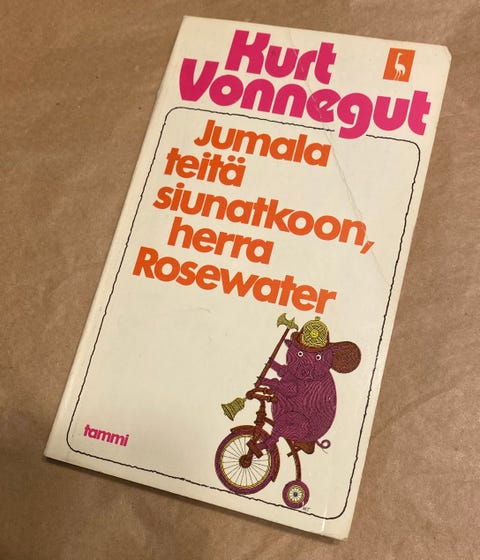 Kurt
Vonnegut
Jumala
teitä
siunatkoon,
herra
Rosewater
tammi